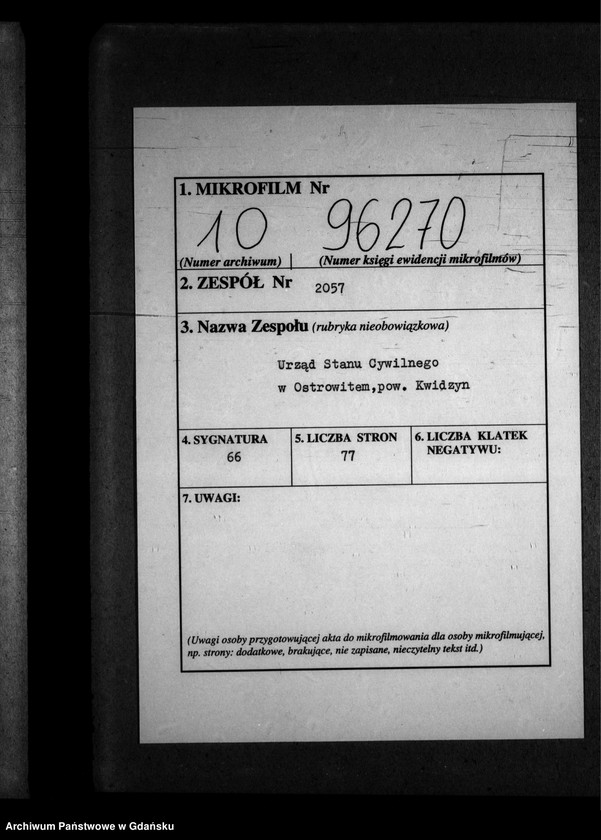 1. MIKROFILM Nr
10 96270
(Numer archiwum) (Numer księgi ewidencji mikrofilmów)
2. ZESPÓŁ Nr 2057
3. Nazwa Zespołu (rubryka nieobowiązkowa)
Urząd Stanu Cywilnego
w Ostrowitem,pow. Kwidzyn
4. SYGNATURA
66
5. LICZBA STRON
77
6. LICZBA KLATEK
NEGATYWU:
7. UWAGI:
(Uwagi osoby przygotowującej akta do mikrofilmowania dla osoby mikrofilmującej,
np. strony: dodatkowe, brakujące, nie zapisane, nieczytelny tekst itd.)
Archiwum Państwowe w Gdańsku